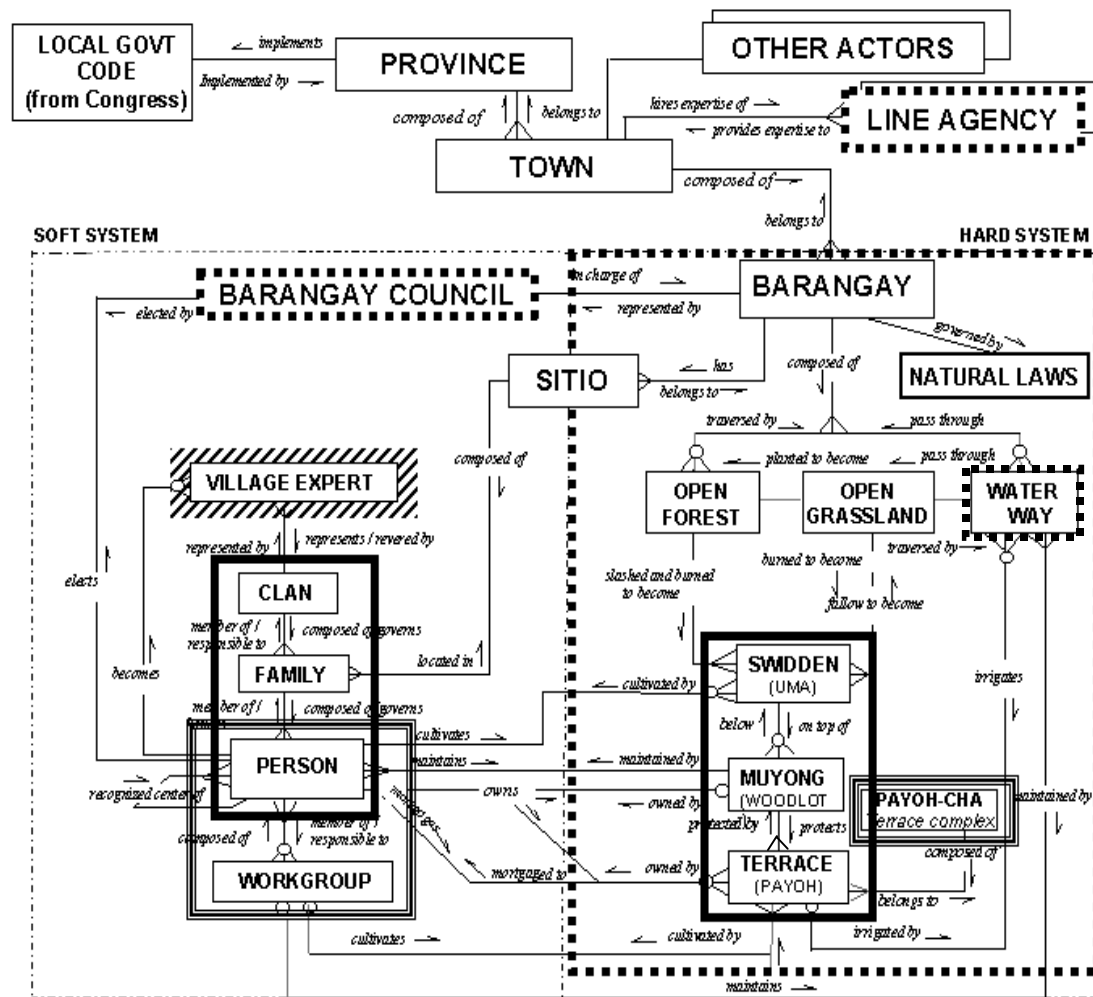 LOCAL GOVT
CODE
(from Congress)
implements
Implemented by
PROVINCE
OTHER ACTORS
composed of
belongs to
hires expertise of
provides expertise to
LINE AGENCY
TOWN
composed of
belongs to
SOFT SYSTEM
HARD SYSTEM
BARANGAY COUNCIL
in charge of
BARANGAY
elected by
represented by
governed by
SITIO
has
belongs to
composed of
NATURAL LAWS
traversed by
pass through
composed of
planted to become
pass through
VILLAGE EXPERT
OPEN
FOREST
OPEN
GRASSLAND
WATER
WAY
represented by
represents / revered by
traversed by
burned to become
elects
CLAN
slashed and burned
to become
fallow to become
member of /
responsible to
composed of governs
FAMILY
located in
SWIDDEN
(UMA)
becomes
cultivated by
irrigates
member of /
composed of governs
below
on top of
cultivates
PERSON
maintains
maintained by
MUYONG
(WOODLOT
recognized center of
owns
owned by
PAYOH-CHA
Terrace complex
maintained by
composed of
member of /
responsible to
protected by
protects
composed of
WORKGROUP
mortgaged to
owned by
TERRACE
(PAYOH)
belongs to
cultivates
cultivated by
irrigated by
maintains